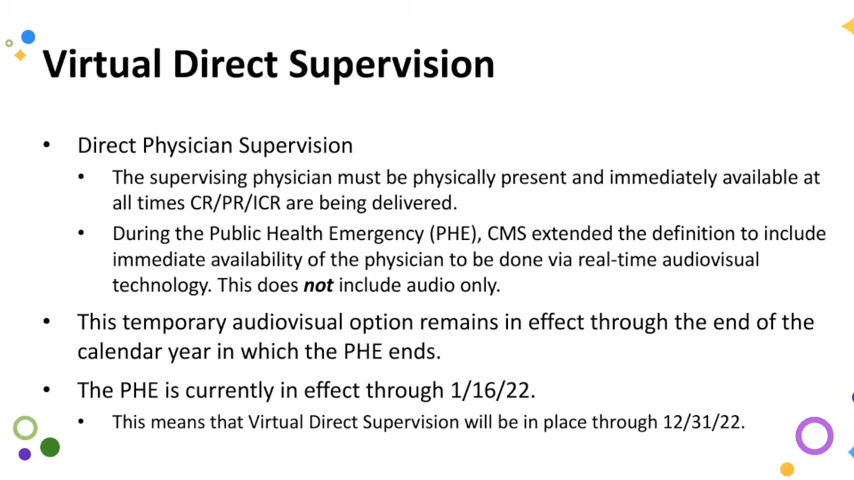 Virtual Direct Supervision
• Direct Physician Supervision
• The supervising physician must be physically present and immediately available at
all times CR/PR/ICR are being delivered.
• During the Public Health Emergency (PHE), CMS extended the definition to include
immediate availability of the physician to be done via real-time audiovisual
technology. This does not include audio only.
• This temporary audiovisual option remains in effect through the end of the
calendar year in which the PHE ends.
• The PHE is currently in effect through 1/16/22.
• This means that Virtual Direct Supervision will be in place through 12/31/22.